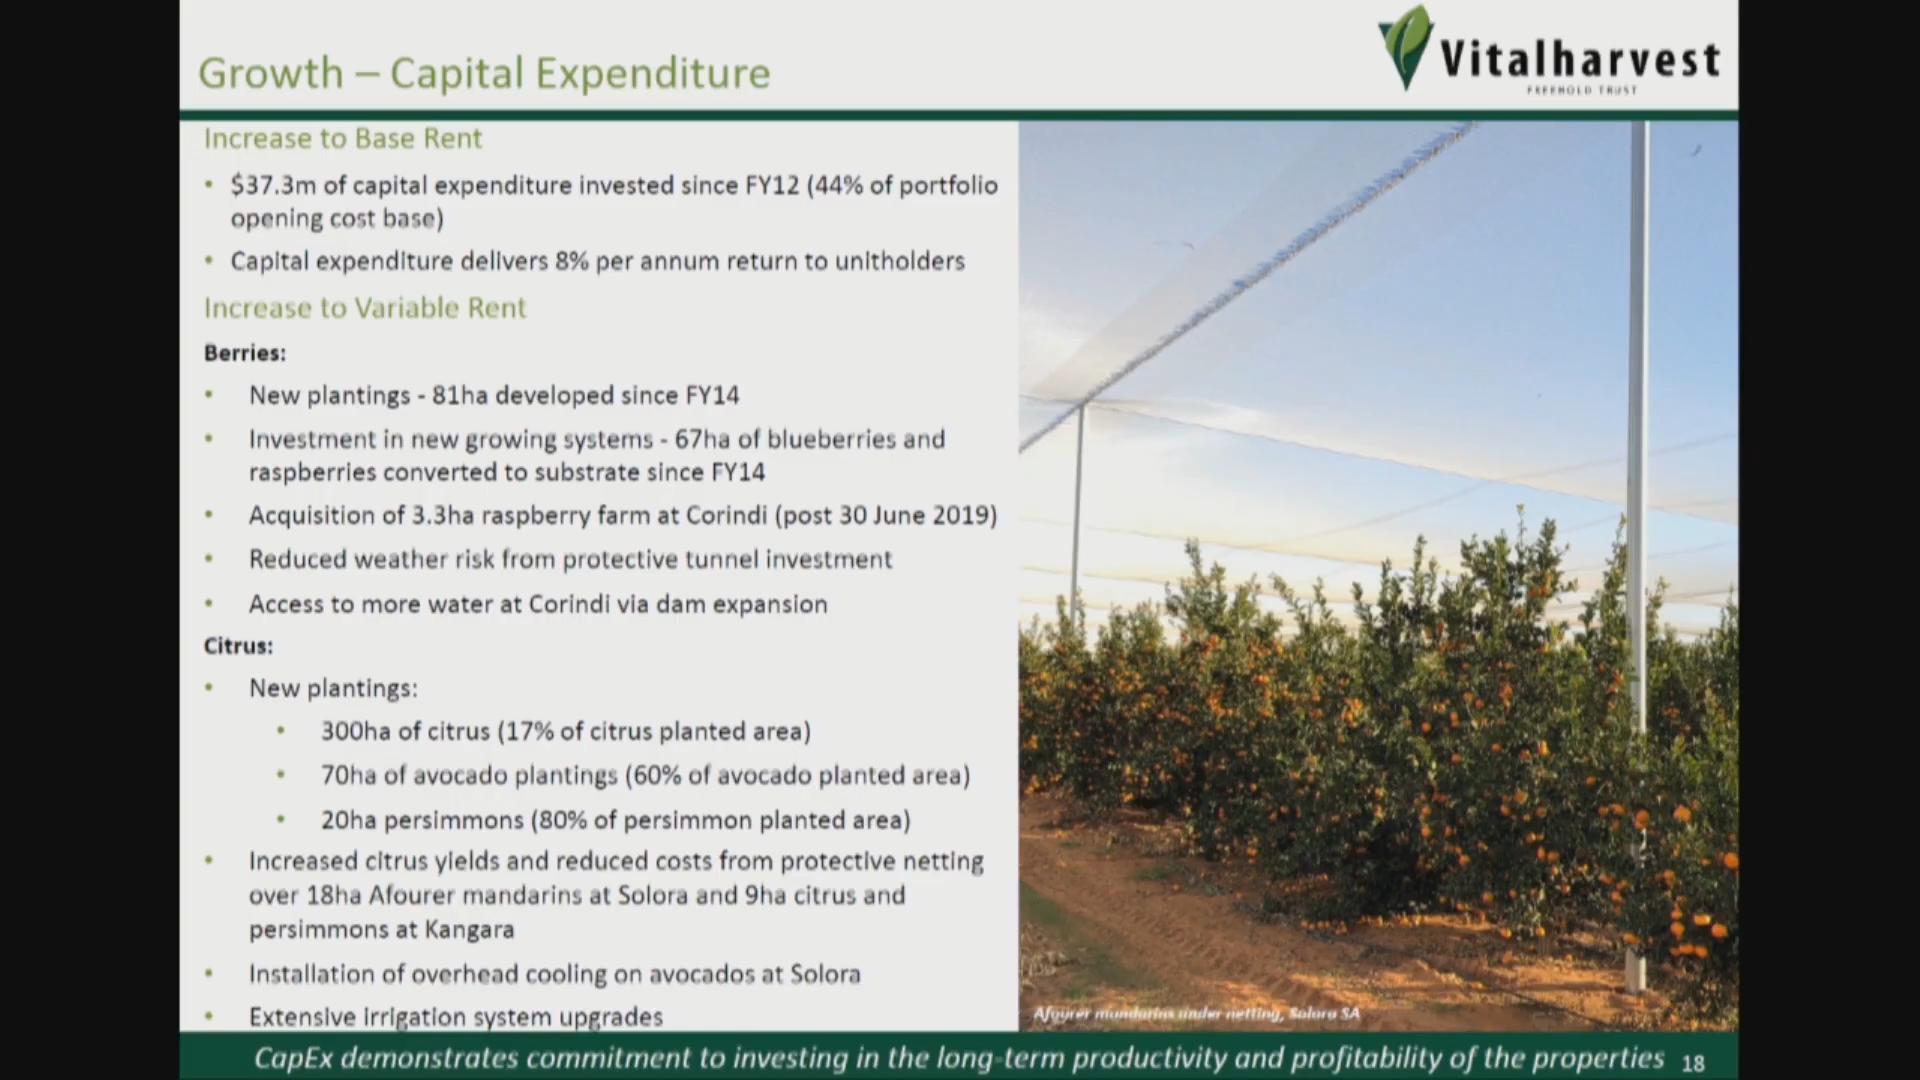 Growth – Capital Expenditure
Vitalharvest
FREEHOLD TRUST
Increase to Base Rent
• $37.3m of capital expenditure invested since FY12 (44% of portfolio
opening cost base)
• Capital expenditure delivers 8% per annum return to unitholders
Increase to Variable Rent
Berries:
• New plantings - 81ha developed since FY14
• Investment in new growing systems - 67ha of blueberries and
raspberries converted to substrate since FY14
• Acquisition of 3.3ha raspberry farm at Corindi (post 30 June 2019)
• Reduced weather risk from protective tunnel investment
• Access to more water at Corindi via dam expansion
Citrus:
• New plantings:
• 300ha of citrus (17% of citrus planted area)
• 70ha of avocado plantings (60% of avocado planted area)
• 20ha persimmons (80% of persimmon planted area)
• Increased citrus yields and reduced costs from protective netting
over 18ha Afourer mandarins at Solora and 9ha citrus and
persimmons at Kangara
• Installation of overhead cooling on avocados at Solora
• Extensive irrigation system upgrades
Afourer mandarins under netting, Solora SA
CapEx demonstrates commitment to investing in the long-term productivity and profitability of the properties
18